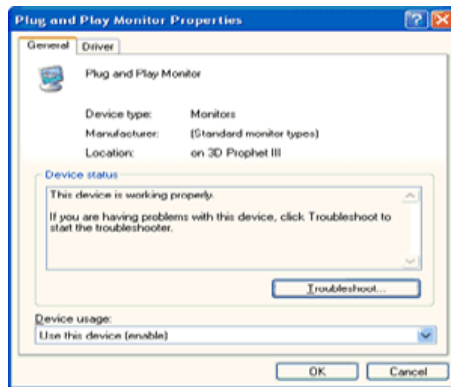 Plug and Play Monitor Properties
General Driver
Plug and Play Monitor
Device type: Monitors
Manufacturer: (Standard monitor types)
Location: on 3D Prophet III
Device status
This device is working properly.
If you are having problems with this device, click Troubleshoot to
start the troubleshooter.
Troubleshoot...
Device usage:
Use this device (enable)
OK Cancel